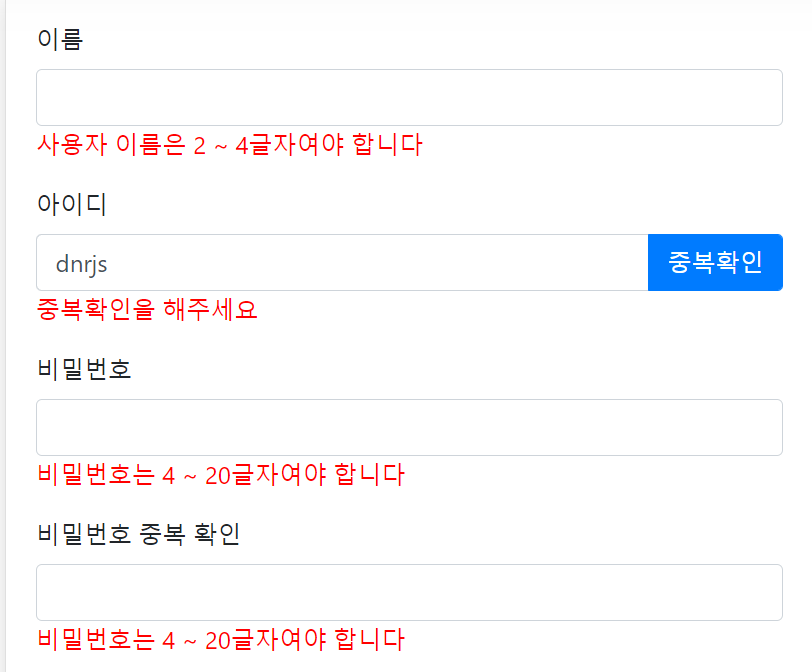 이름
사용자 이름은 2 ~ 4글자여야 합니다
아이디
dnrjs 중복확인
중복확인을 해주세요
비밀번호
비밀번호는 4 ~ 20글자여야 합니다
비밀번호 중복 확인
비밀번호는 4 ~ 20글자여야 합니다